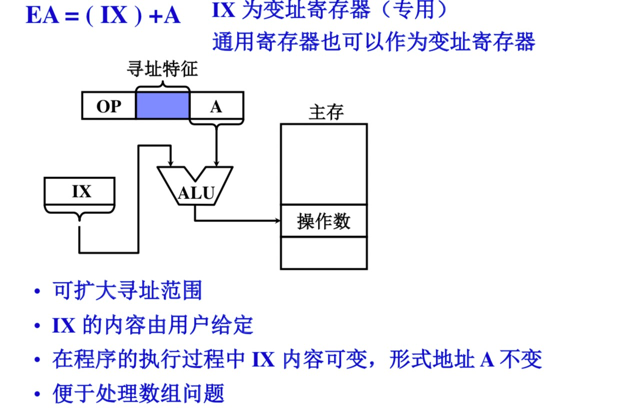 EA = ( IX ) +A
IX 为变址寄存器（专用）
通用寄存器也可以作为变址寄存器
寻址特征
OP
A
主存
IX
ALU
操作数
• 可扩大寻址范围
• IX 的内容由用户给定
• 在程序的执行过程中 IX 内容可变，形式地址 A 不变
• 便于处理数组问题